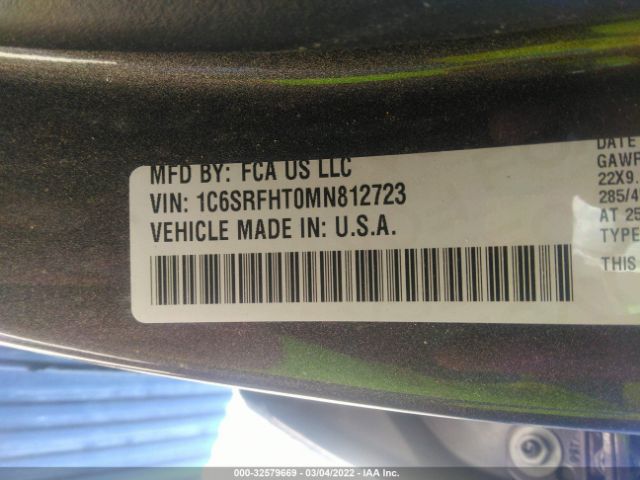 MFD BY: FCA US LLC
VIN: 1C6SRFHT0MN812723
VEHICLE MADE IN: U.S.A.
DATE
GAWR
22X9.
285/4
AT 25
TYPE
THIS
000-32579669 — 03/04/2022 — IAA Inc.